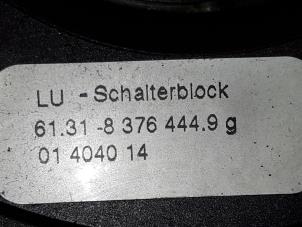 LU - Schalterblock
61.31 -8 376 444.9 g
01 4040 14